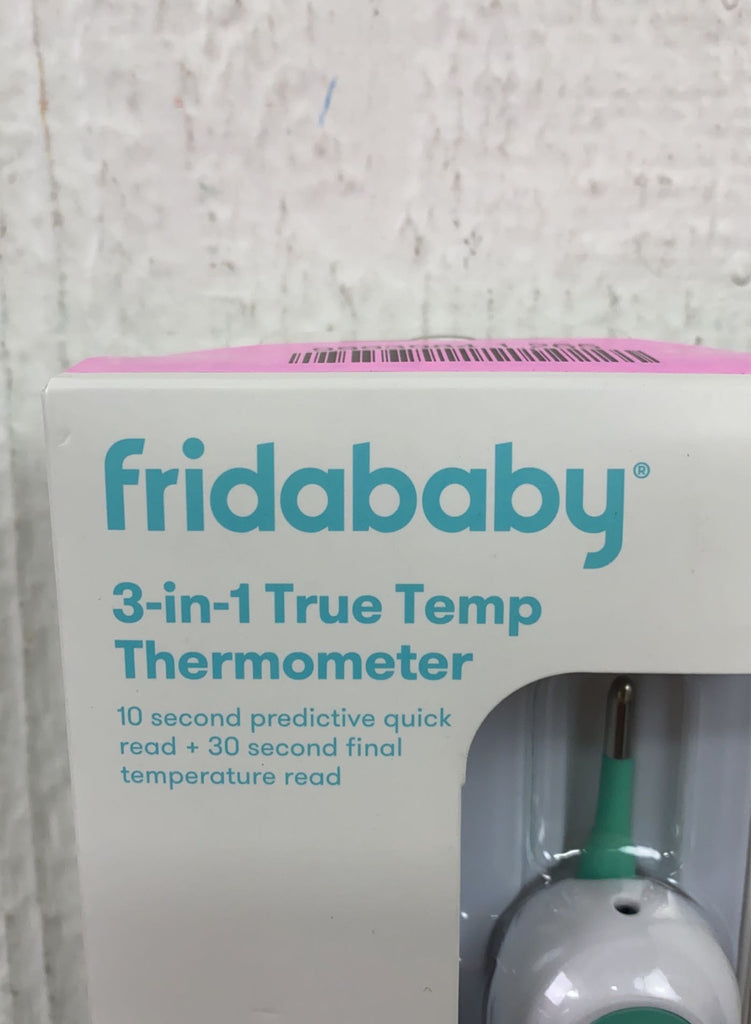 fridababy®
3-in-1 True Temp
Thermometer
10 second predictive quick
read + 30 second final
temperature read